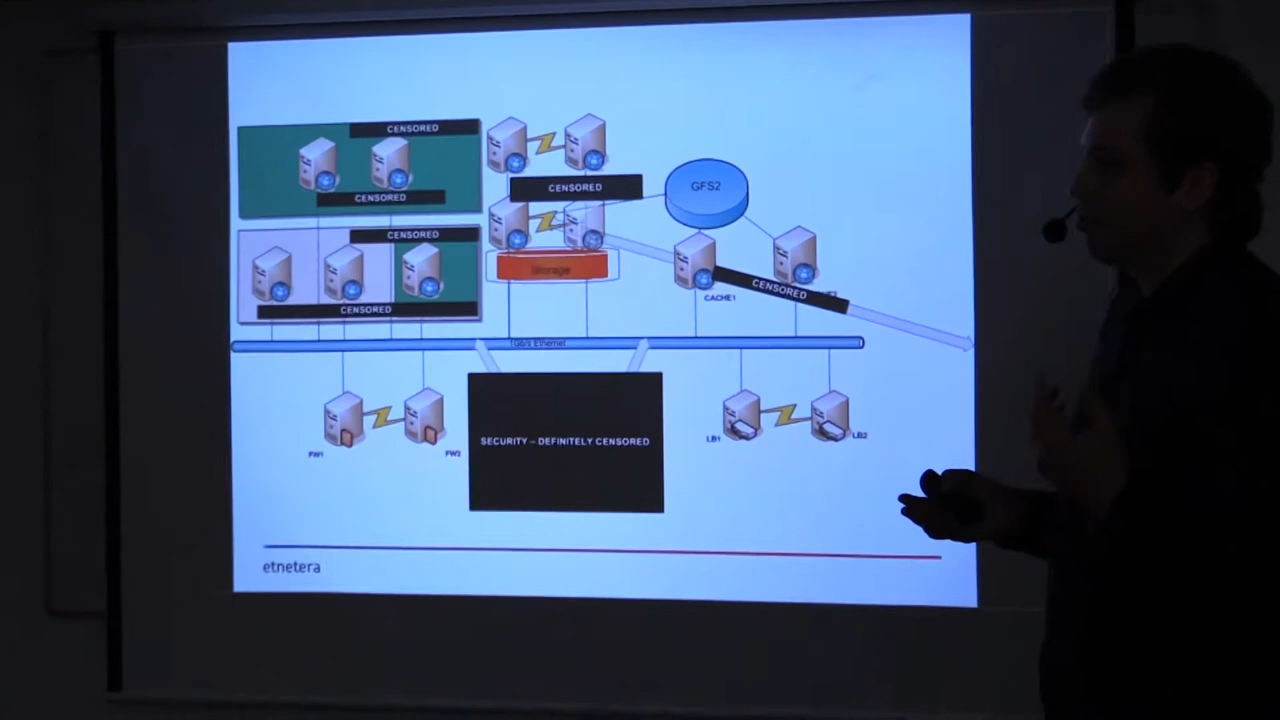 CENSORED
CENSORED
CENSORED
GFS2
CENSORED
Storage
CENSORED
CACHE1
CENSORED
1Gb/s Ethernet
SECURITY – DEFINITELY CENSORED
LB1
LB2
FW1
FW2
etnetera